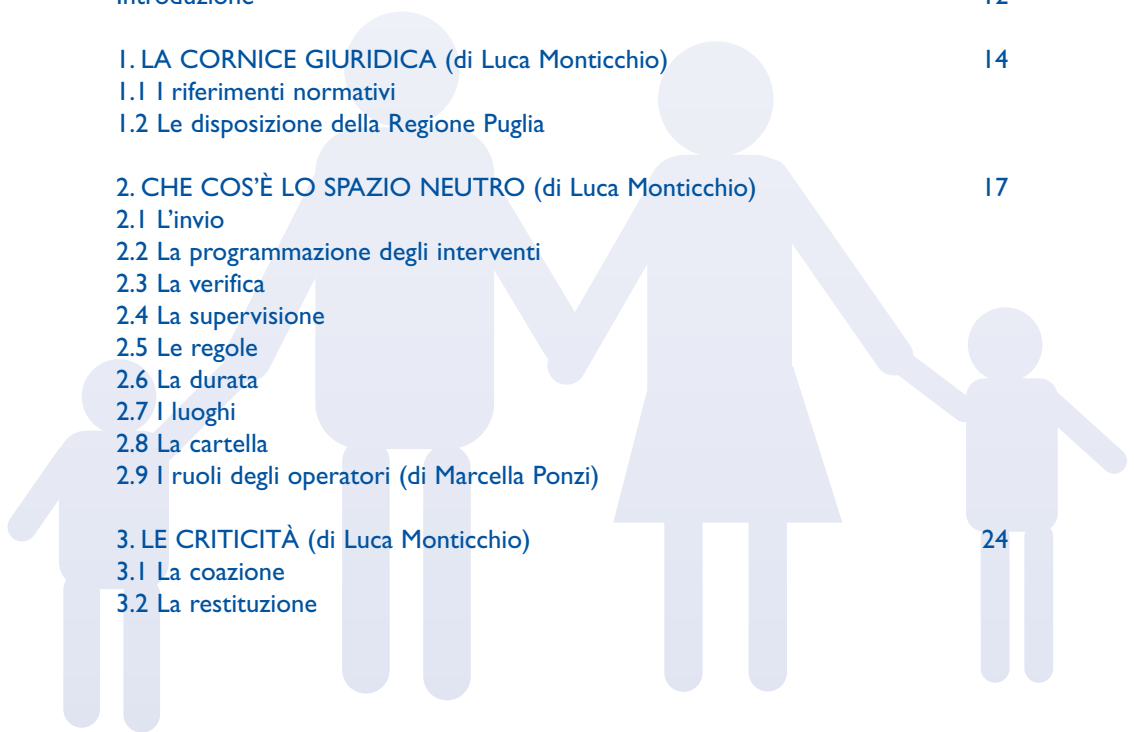 Introduzione 12
1. LA CORNICE GIURIDICA (di Luca Monticchio) 14
1.1 I riferimenti normativi
1.2 Le disposizione della Regione Puglia
2. CHE COS'È LO SPAZIO NEUTRO (di Luca Monticchio) 17
2.1 L'invio
2.2 La programmazione degli interventi
2.3 La verifica
2.4 La supervisione
2.5 Le regole
2.6 La durata
2.7 I luoghi
2.8 La cartella
2.9 I ruoli degli operatori (di Marcella Ponzi)
3. LE CRITICITÀ (di Luca Monticchio) 24
3.1 La coazione
3.2 La restituzione